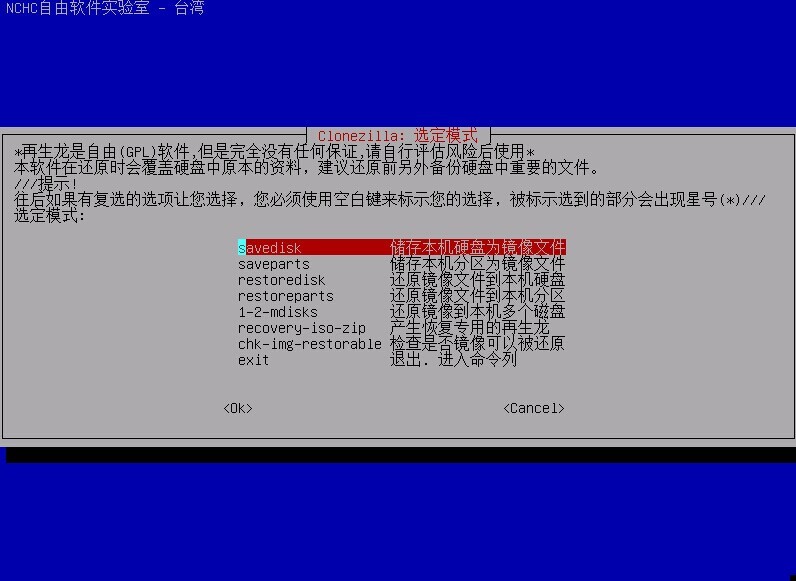 NCHC自由软件实验室 - 台湾
Clonezilla: 选定模式
*再生龙是自由(GPL)软件,但是完全没有任何保证,请自行评估风险后使用*
本软件在还原时会覆盖硬盘中原本的资料，建议还原前另外备份硬盘中重要的文件。
///提示!
往后如果有复选的选项让您选择，您必须使用空白键来标示您的选择，被标示选到的部分会出现星号(*)///
选定模式:
savedisk 储存本机硬盘为镜像文件
saveparts 储存本机分区为镜像文件
restoredisk 还原镜像文件到本机硬盘
restoreparts 还原镜像文件到本机分区
1-2-mdisks 还原镜像到本机多个磁盘
recovery-iso-zip 产生恢复专用的再生龙
chk-img-restorable 检查是否镜像可以被还原
exit 退出. 进入命令列
<Ok> <Cancel>